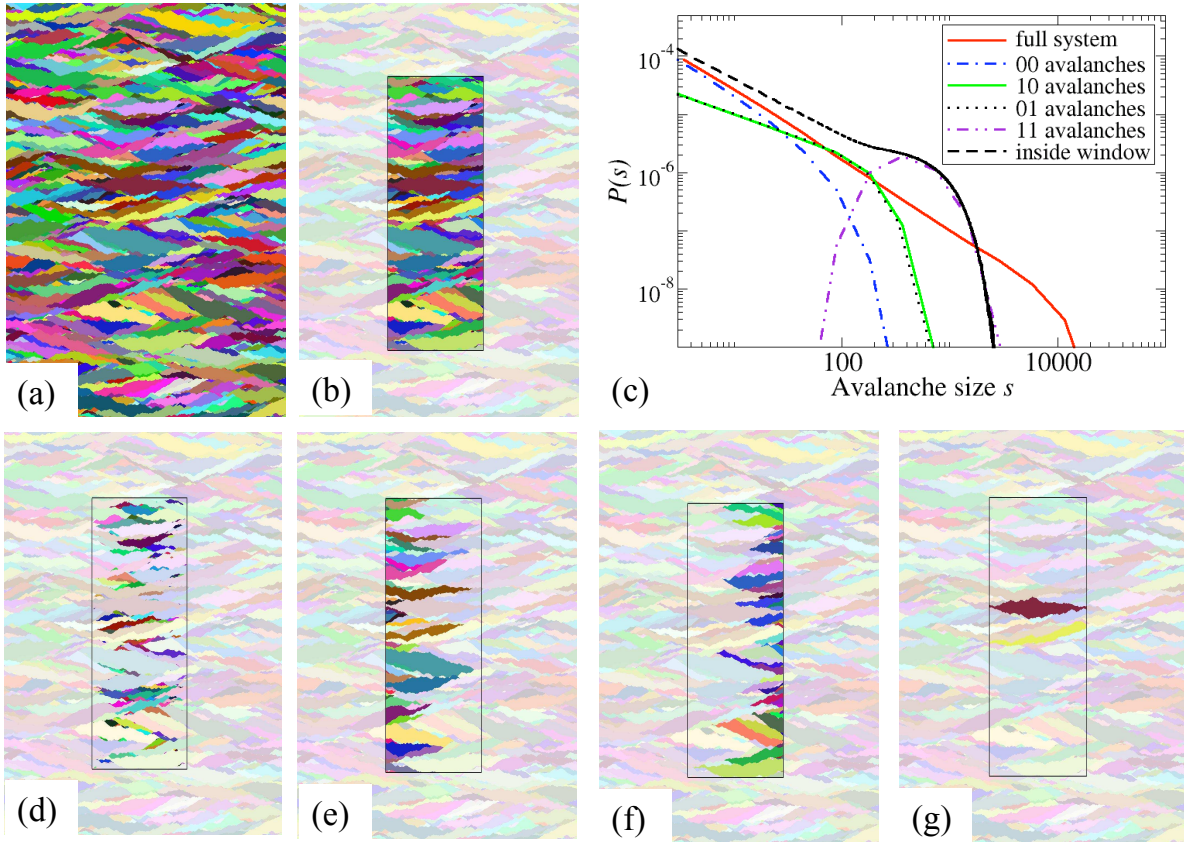 (a)
(b)
10^-4
10^-6
10^-8
P(s)
full system
00 avalanches
10 avalanches
01 avalanches
11 avalanches
inside window
100
10000
(c)
Avalanche size s
(d)
(e)
(f)
(g)